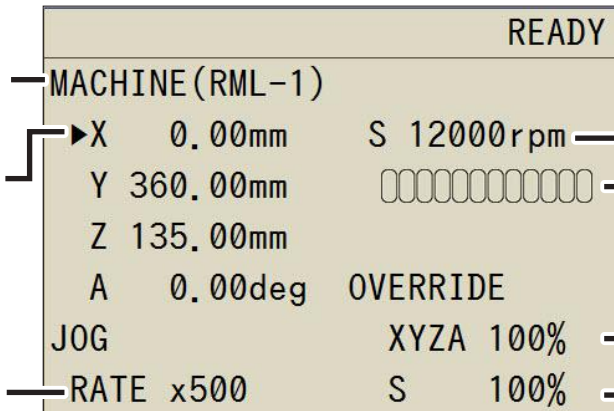 READY
MACHINE(RML-1)
▶X 0.00mm S 12000rpm
Y 360.00mm
Z 135.00mm
A 0.00deg OVERRIDE
JOG XYZA 100%
RATE x500 S 100%